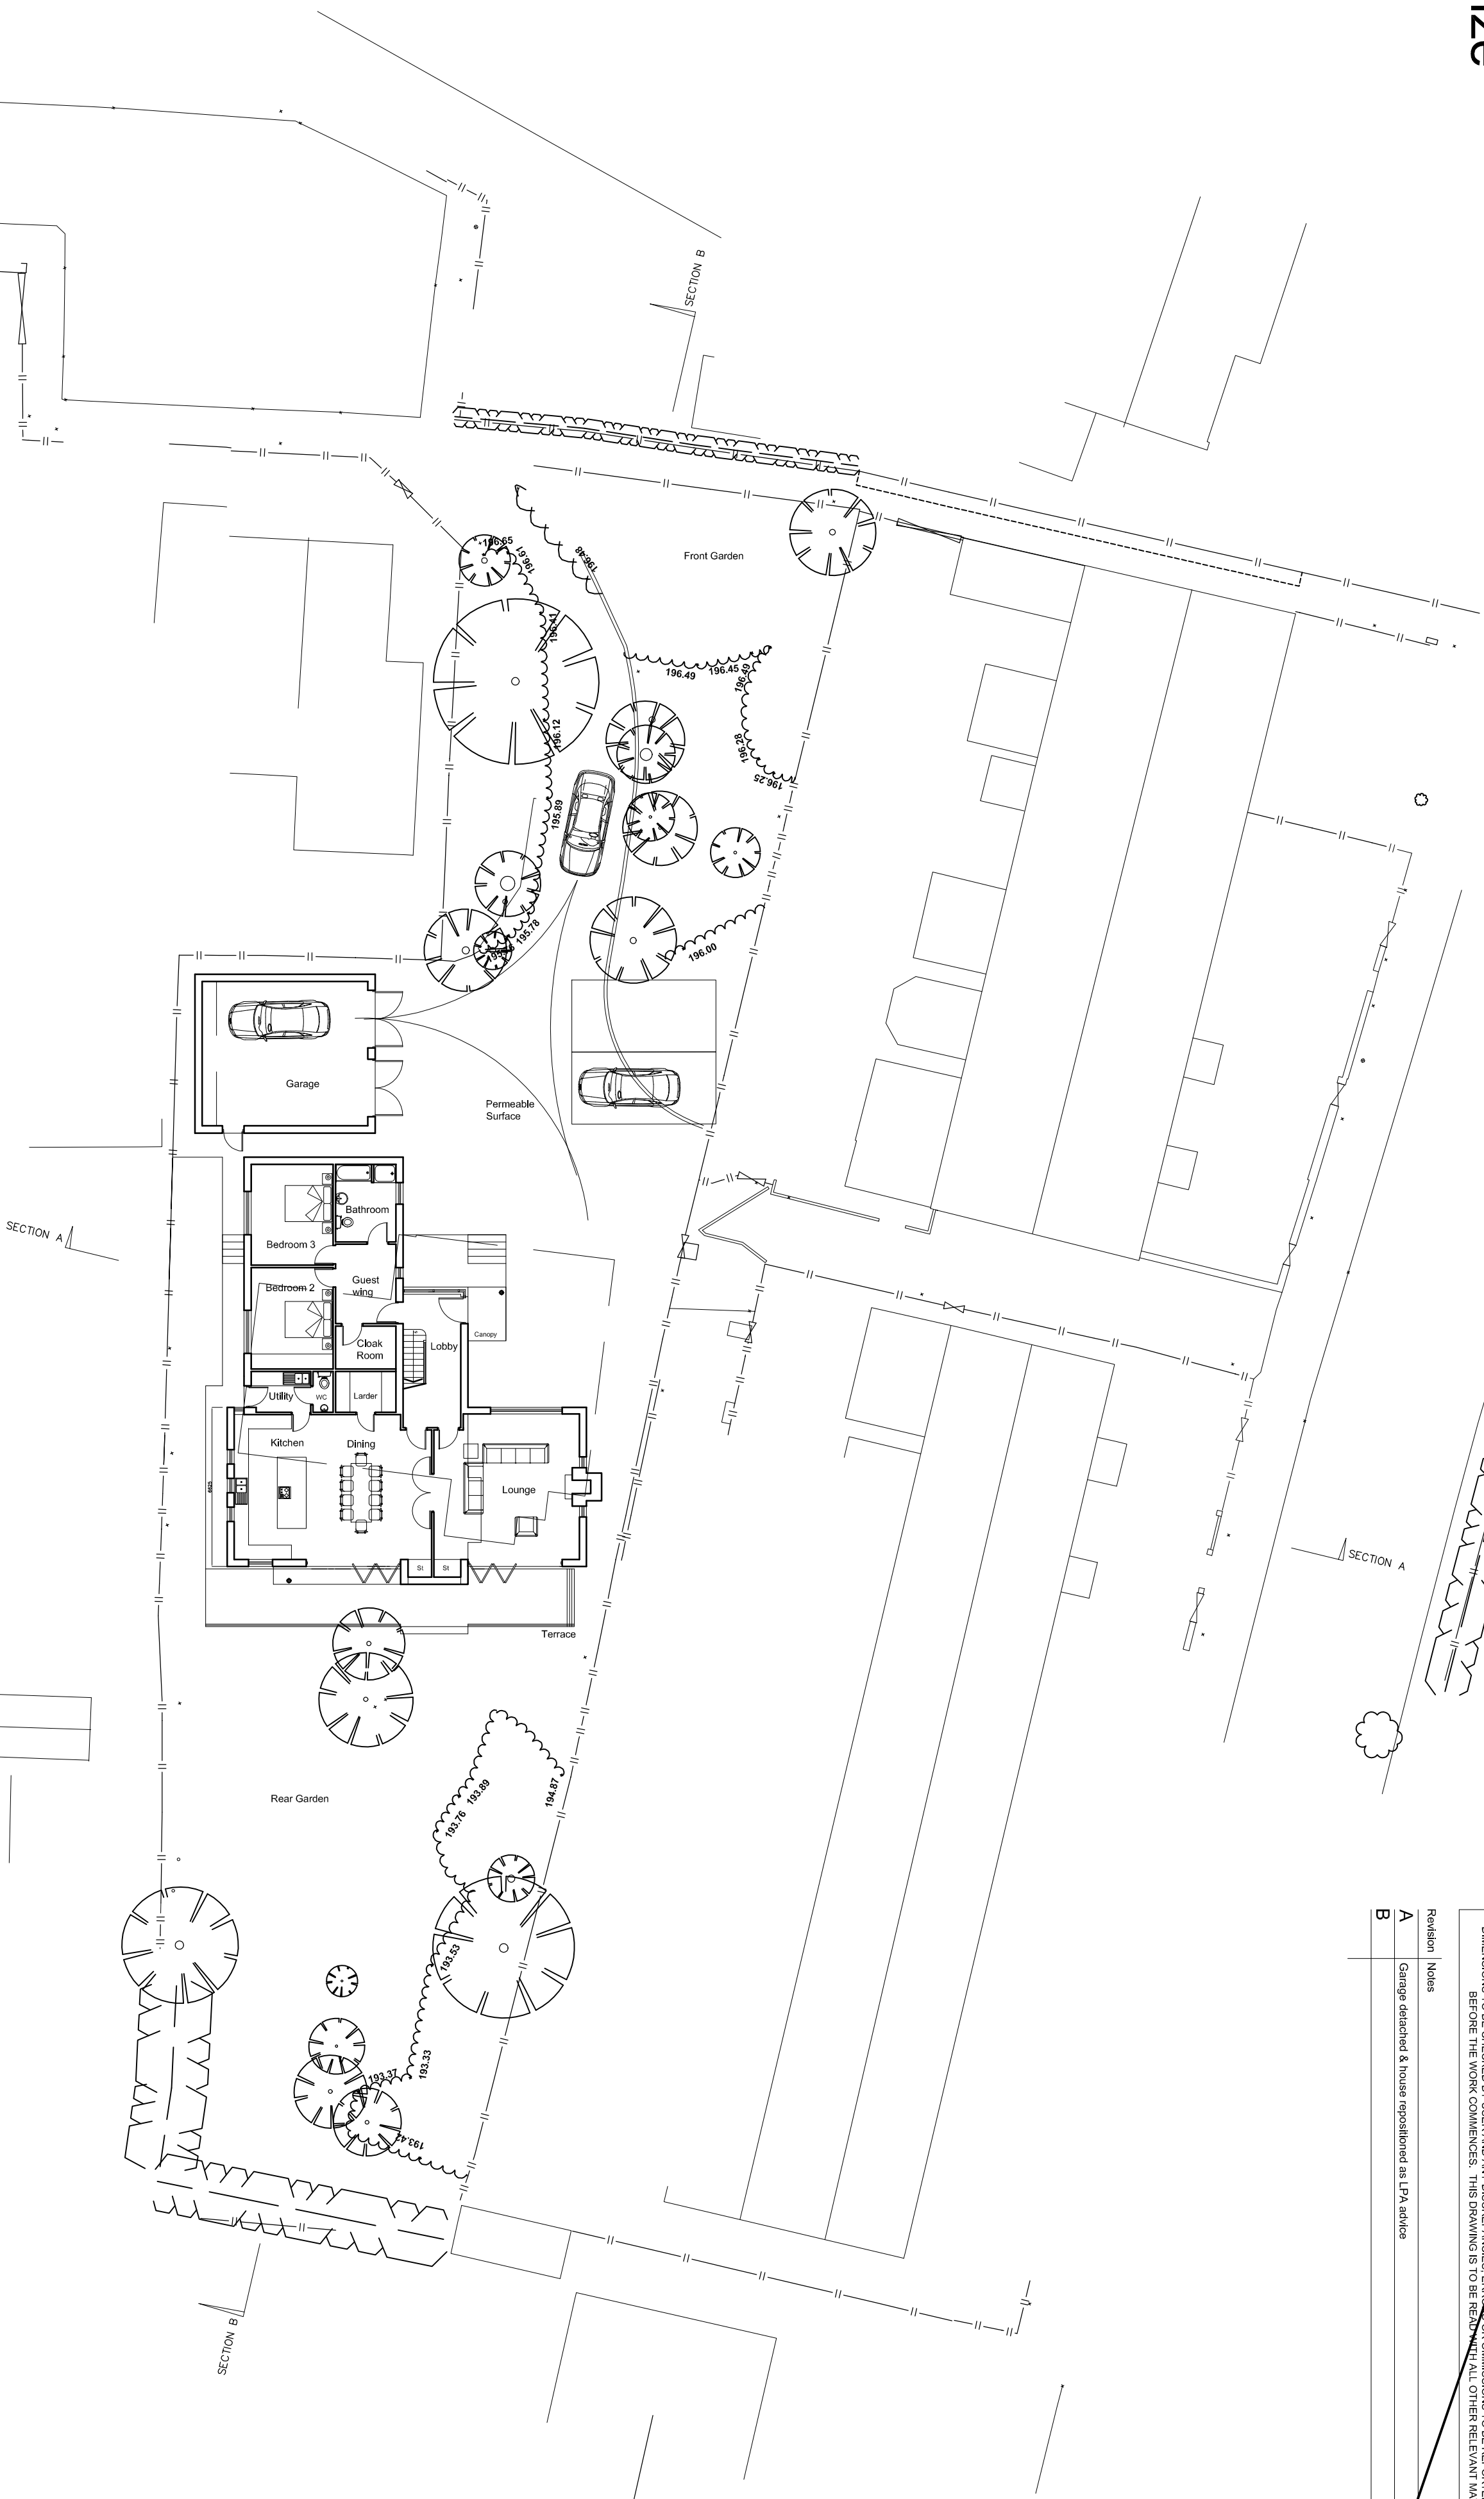 SECTION B
Front Garden
196.65
196.61
196.48
196.41
196.49
196.45
196.49
196.28
196.25
196.12
195.89
195.78
196.00
Garage
Permeable
Surface
SECTION A
Bathroom
Bedroom 3
Guest
wing
Bedroom 2
Cloak
Room
Lobby
Canopy
Utility
WC
Larder
Kitchen
Dining
Lounge
6525
St
St
Terrace
SECTION A
Rear Garden
193.89
193.76
194.87
193.53
193.33
193.37
193.42
SECTION B
Revision Notes
A Garage detached & house repositioned as LPA advice
B
BEFORE THE WORK COMMENCES. THIS DRAWING IS TO BE READ WITH ALL OTHER RELEVANT MA